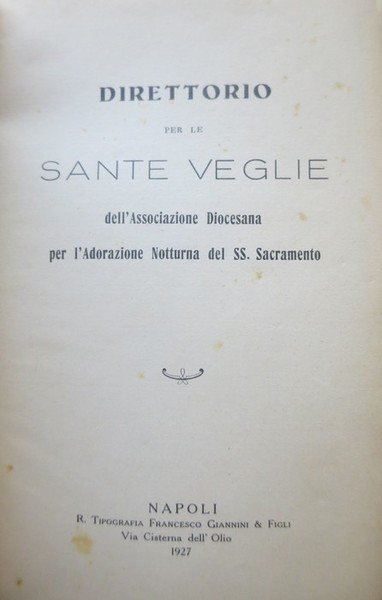 DIRETTORIO
PER LE
SANTE VEGLIE
dell'Associazione Diocesana
per l'Adorazione Notturna del SS. Sacramento
NAPOLI
R. Tipografia Francesco Giannini & Figli
Via Cisterna dell' Olio
1927